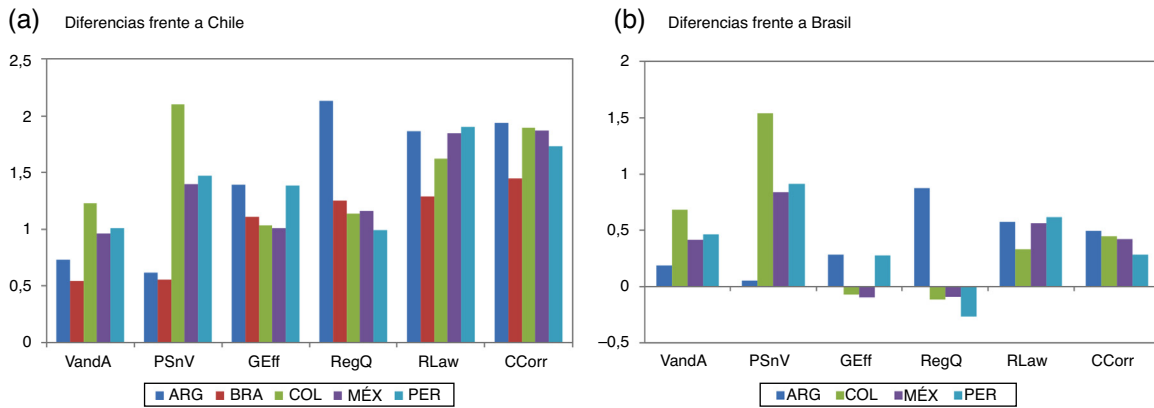 (a) Diferencias frente a Chile
2,5
2
1,5
1
0,5
0
VandA PSnV GEff RegQ RLaw CCorr
ARG BRA COL MÉX PER
(b) Diferencias frente a Brasil
2
1,5
1
0,5
0
–0,5
VandA PSnV GEff RegQ RLaw CCorr
ARG COL MÉX PER